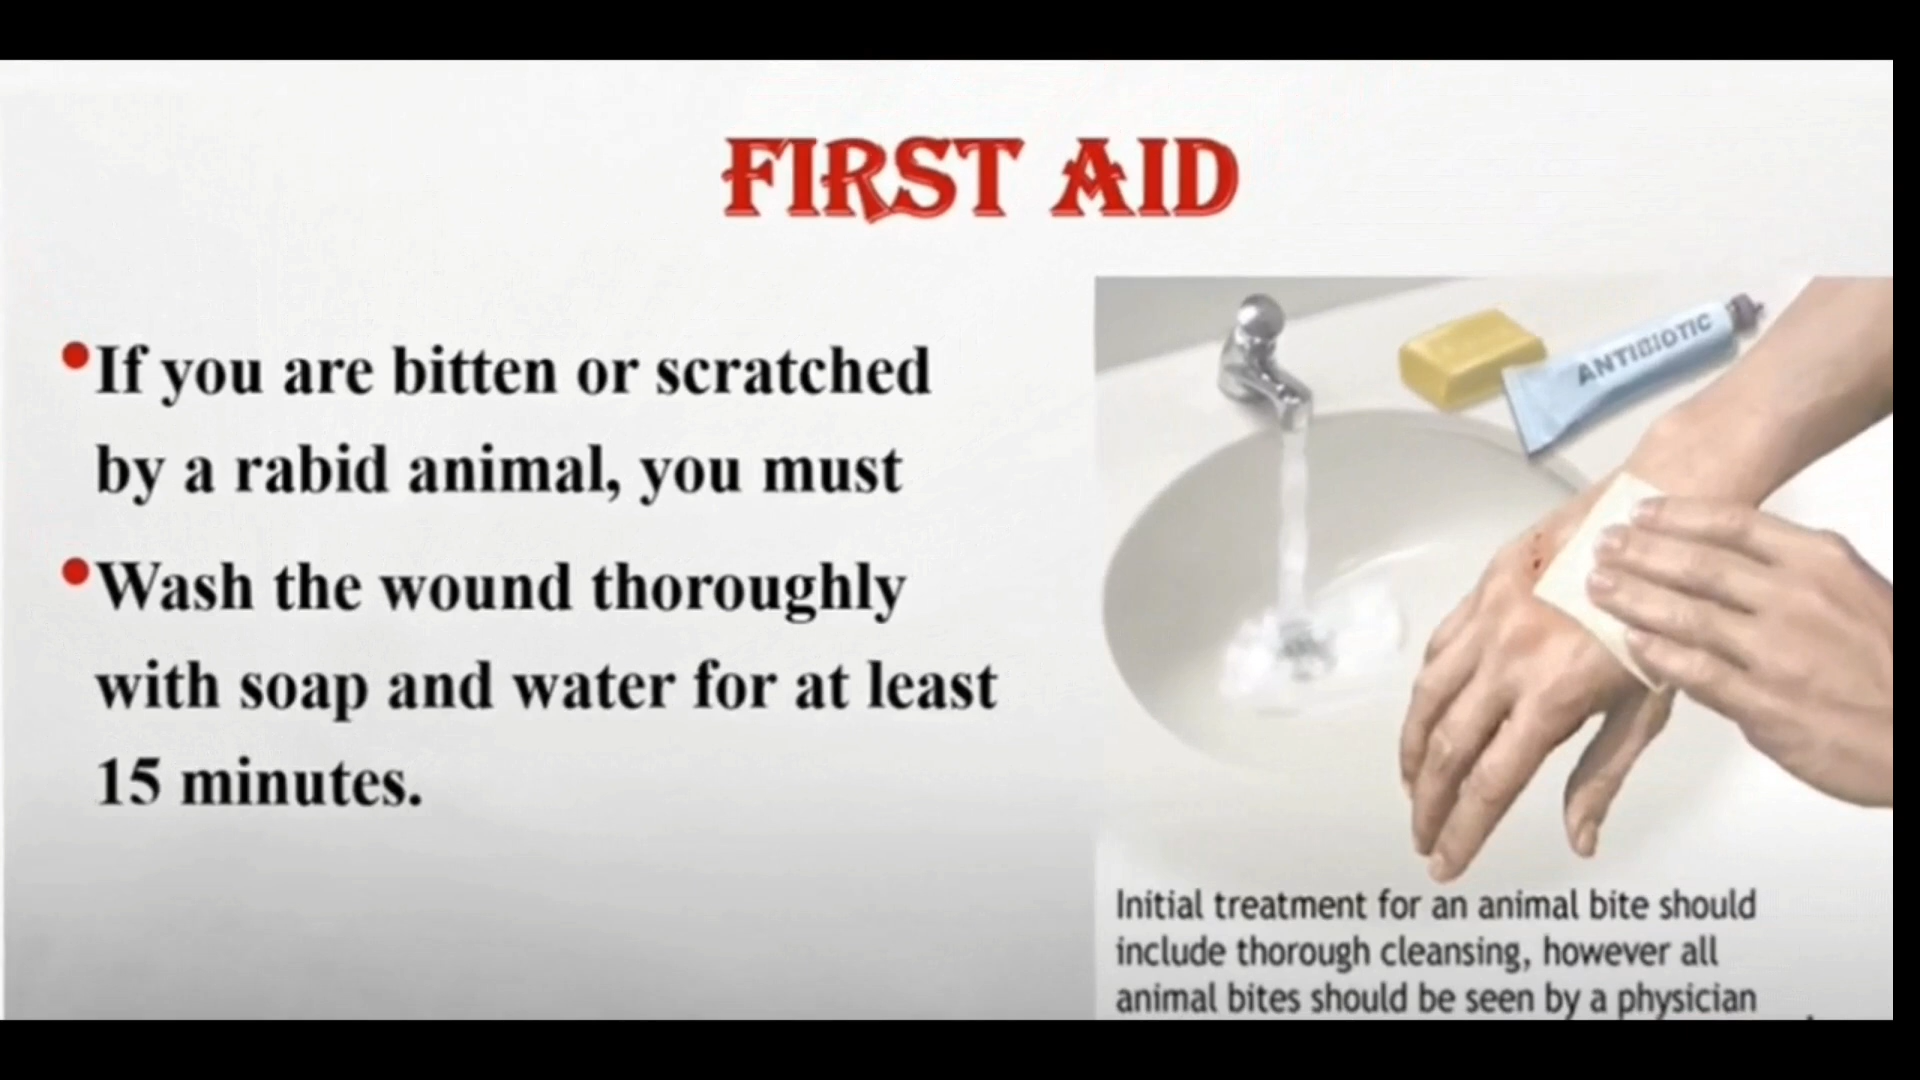 FIRST AID
•If you are bitten or scratched
by a rabid animal, you must
•Wash the wound thoroughly
with soap and water for at least
15 minutes.
ANTIBIOTIC
Initial treatment for an animal bite should
include thorough cleansing, however all
animal bites should be seen by a physician